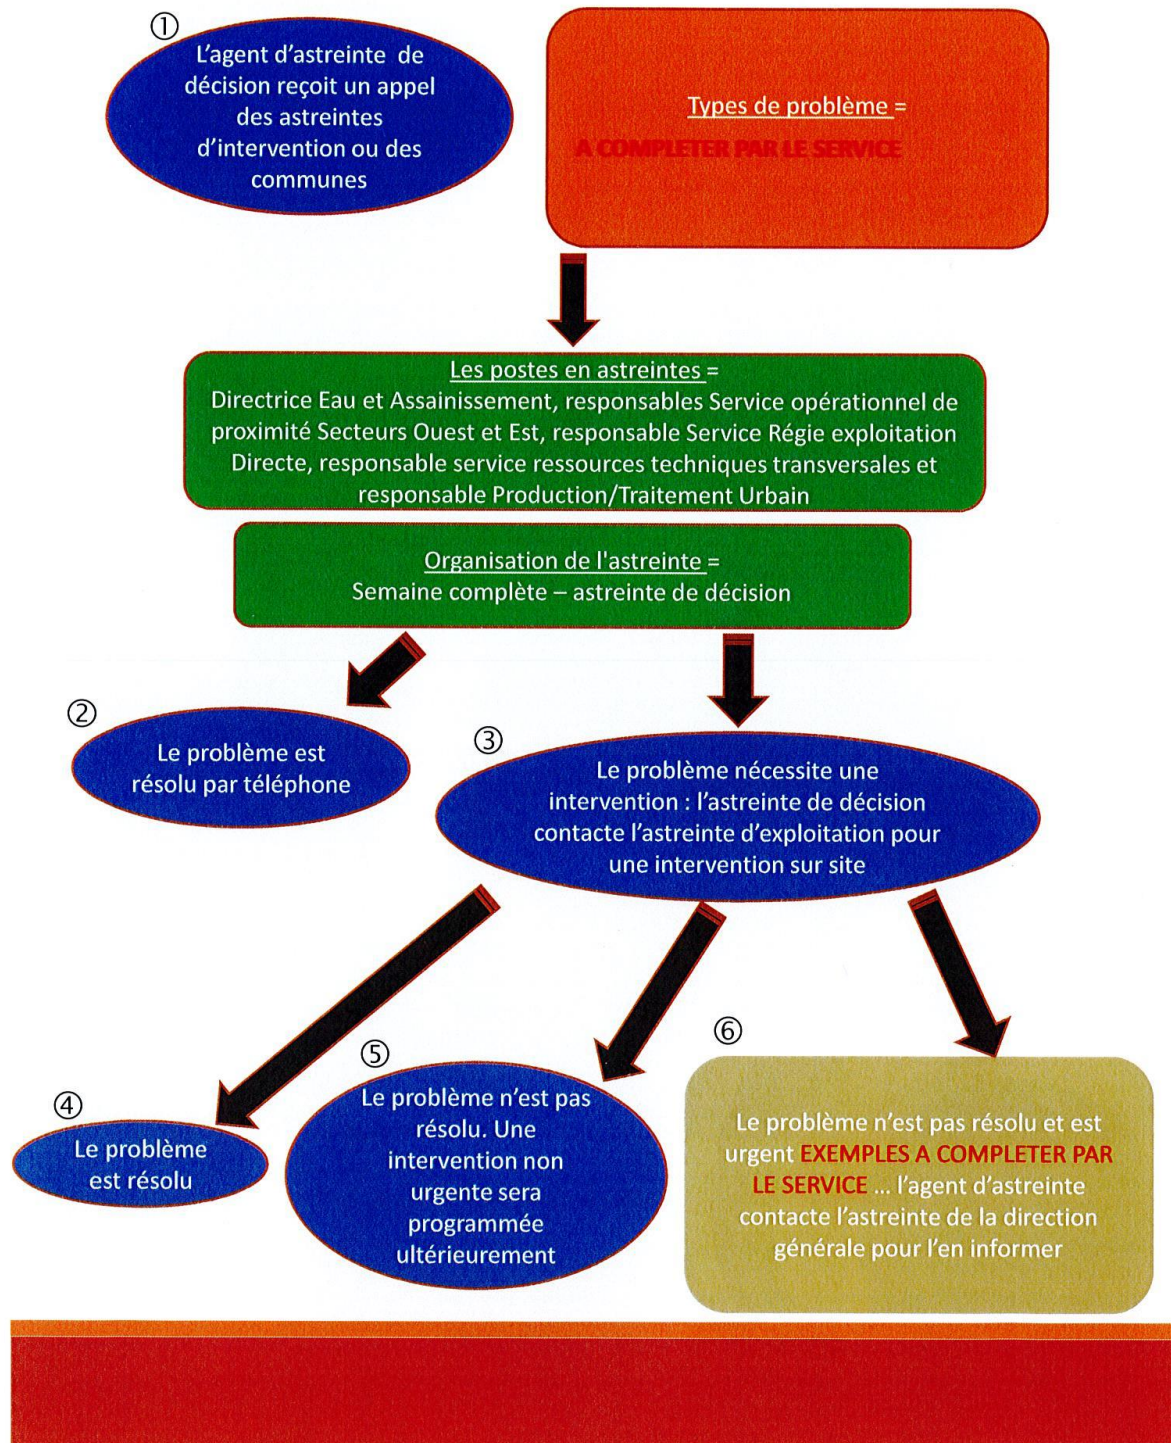 ①
L'agent d'astreinte de
décision reçoit un appel
des astreintes
d'intervention ou des
communes
Types de problème =
A COMPLETER PAR LE SERVICE
Les postes en astreintes =
Directrice Eau et Assainissement, responsables Service opérationnel de
proximité Secteurs Ouest et Est, responsable Service Régie exploitation
Directe, responsable service ressources techniques transversales et
responsable Production/Traitement Urbain
Organisation de l'astreinte =
Semaine complète – astreinte de décision
②
Le problème est
résolu par téléphone
③
Le problème nécessite une
intervention : l'astreinte de décision
contacte l'astreinte d'exploitation pour
une intervention sur site
④
Le problème
est résolu
⑤
Le problème n'est pas
résolu. Une
intervention non
urgente sera
programmée
ultérieurement
⑥
Le problème n'est pas résolu et est
urgent EXEMPLES A COMPLETER PAR
LE SERVICE ... l'agent d'astreinte
contacte l'astreinte de la direction
générale pour l'en informer